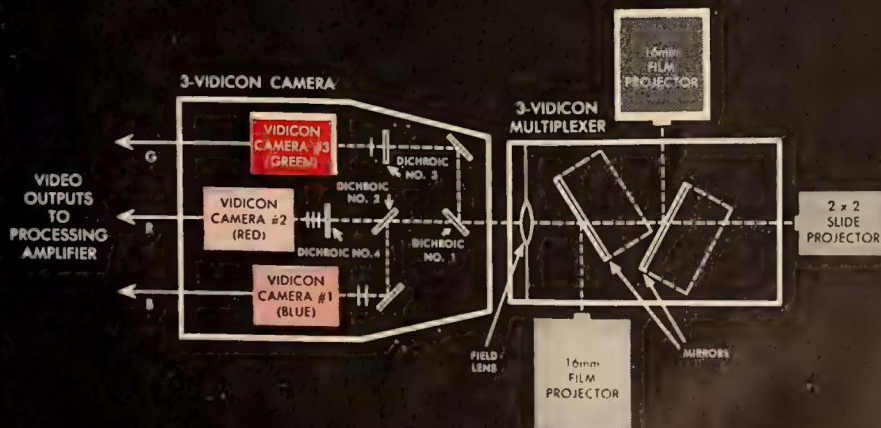 3-VIDICON CAMERA
VIDICON
CAMERA #3
(GREEN)
G
DICHROIC
NO. 3
DICHROIC
NO. 2
VIDEO
OUTPUTS
TO
PROCESSING
AMPLIFIER
R
VIDICON
CAMERA #2
(RED)
DICHROIC NO.4
DICHROIC
NO. 1
B
VIDICON
CAMERA #1
(BLUE)
3-VIDICON
MULTIPLEXER
16mm
FILM
PROJECTOR
2 x 2
SLIDE
PROJECTOR
FIELD
LENS
16mm
FILM
PROJECTOR
MIRRORS